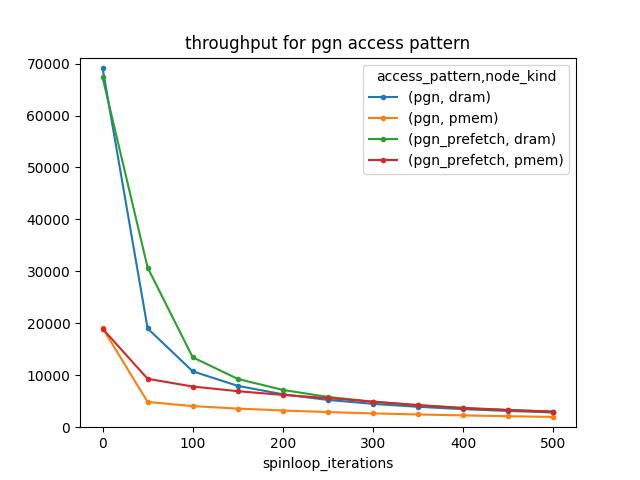 throughput for pgn access pattern
access_pattern,node_kind
(pgn, dram)
(pgn, pmem)
(pgn_prefetch, dram)
(pgn_prefetch, pmem)
70000
60000
50000
40000
30000
20000
10000
0
0 100 200 300 400 500
spinloop_iterations